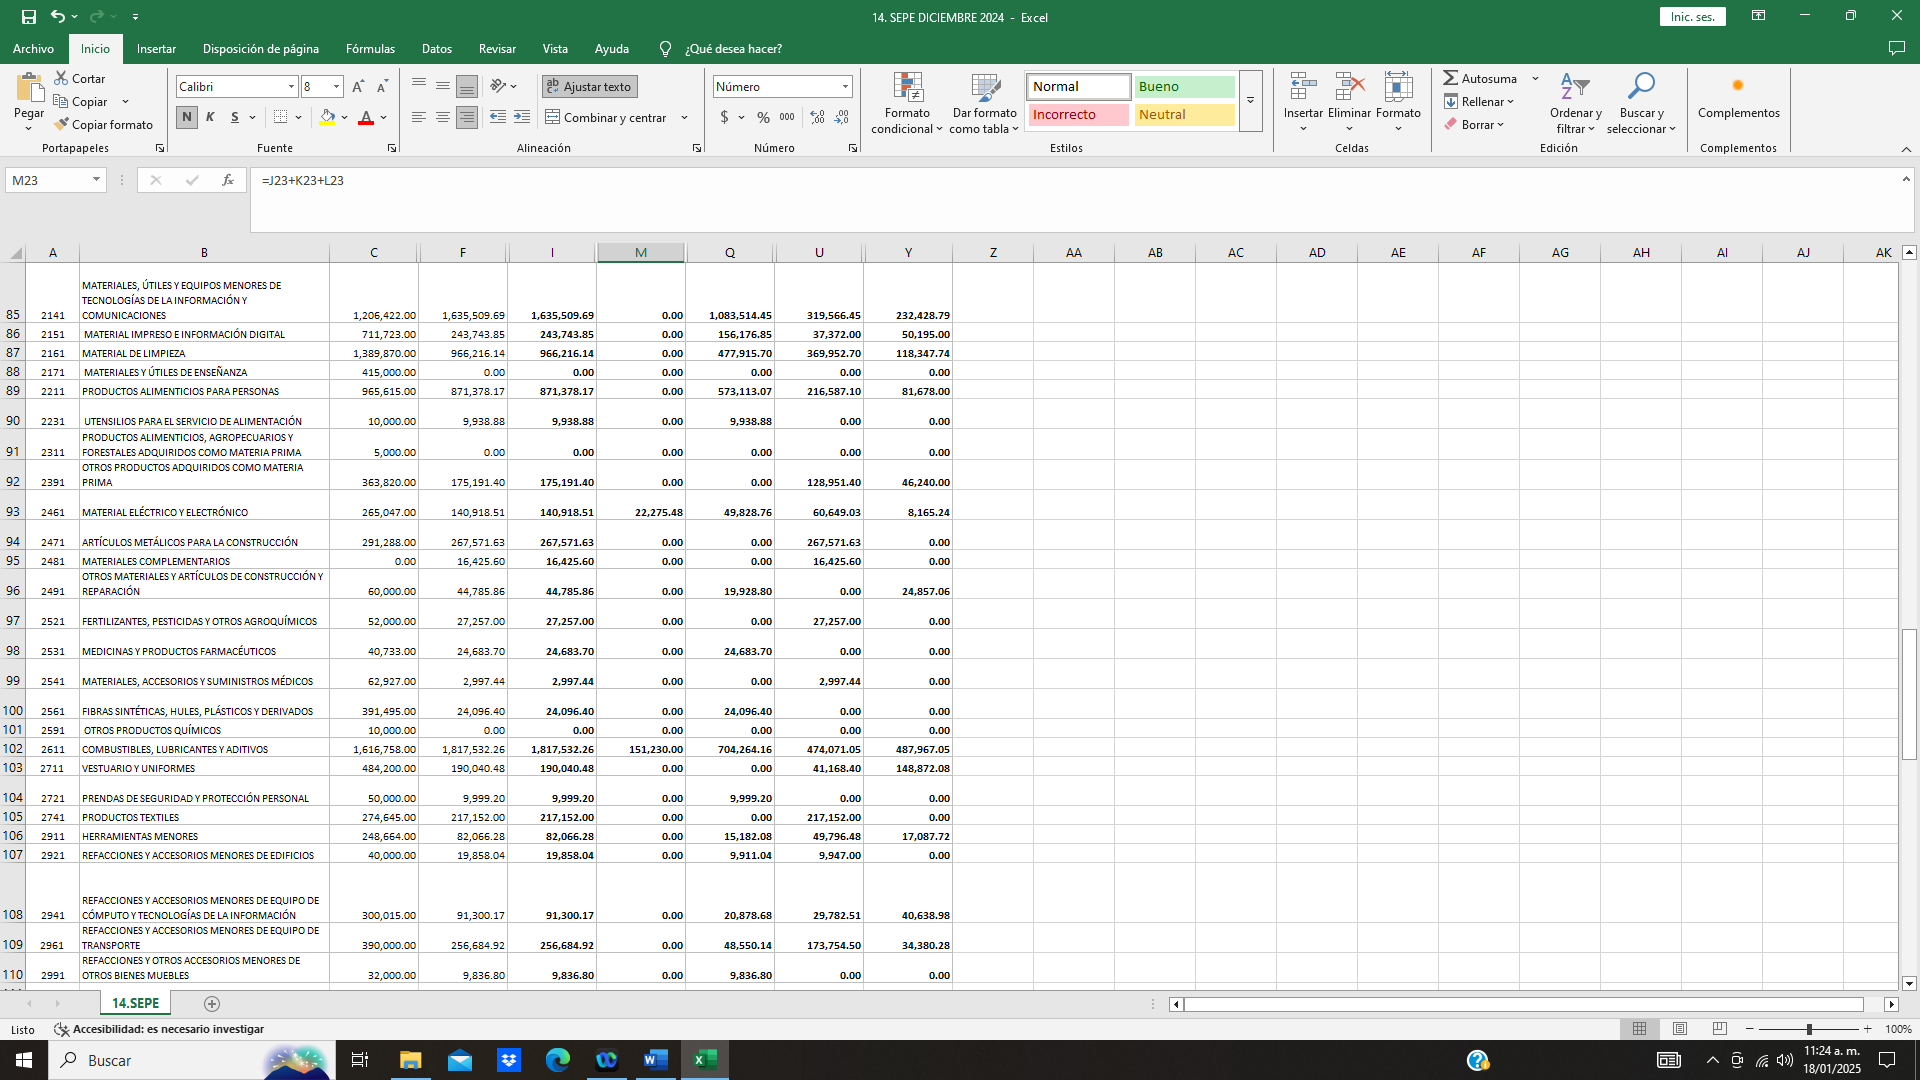 14. SEPE DICIEMBRE 2024 - Excel
Inic. ses.
Archivo Inicio Insertar Disposición de página Fórmulas Datos Revisar Vista Ayuda ¿Qué desea hacer?
Pegar
Cortar
Copiar
Copiar formato
Portapapeles
Calibri 8
N K S
Fuente
Ajustar texto
Combinar y centrar
Alineación
Número
$ % 000
Número
Formato condicional
Dar formato como tabla
Normal Bueno
Incorrecto Neutral
Estilos
Insertar Eliminar Formato
Celdas
Autosuma
Rellenar
Borrar
Ordenar y filtrar
Buscar y seleccionar
Edición
Complementos
Complementos
M23 fx =J23+K23+L23
A B C F I M Q U Y Z AA AB AC AD AE AF AG AH AI AJ AK
85 2141 MATERIALES, ÚTILES Y EQUIPOS MENORES DE TECNOLOGÍAS DE LA INFORMACIÓN Y COMUNICACIONES 1,206,422.00 1,635,509.69 1,635,509.69 0.00 1,083,514.45 319,566.45 232,428.79
86 2151 MATERIAL IMPRESO E INFORMACIÓN DIGITAL 711,723.00 243,743.85 243,743.85 0.00 156,176.85 37,372.00 50,195.00
87 2161 MATERIAL DE LIMPIEZA 1,389,870.00 966,216.14 966,216.14 0.00 477,915.70 369,952.70 118,347.74
88 2171 MATERIALES Y ÚTILES DE ENSEÑANZA 415,000.00 0.00 0.00 0.00 0.00 0.00 0.00
89 2211 PRODUCTOS ALIMENTICIOS PARA PERSONAS 965,615.00 871,378.17 871,378.17 0.00 573,113.07 216,587.10 81,678.00
90 2231 UTENSILIOS PARA EL SERVICIO DE ALIMENTACIÓN 10,000.00 9,938.88 9,938.88 0.00 9,938.88 0.00 0.00
91 2311 PRODUCTOS ALIMENTICIOS, AGROPECUARIOS Y FORESTALES ADQUIRIDOS COMO MATERIA PRIMA 5,000.00 0.00 0.00 0.00 0.00 0.00 0.00
92 2391 OTROS PRODUCTOS ADQUIRIDOS COMO MATERIA PRIMA 363,820.00 175,191.40 175,191.40 0.00 0.00 128,951.40 46,240.00
93 2461 MATERIAL ELÉCTRICO Y ELECTRÓNICO 265,047.00 140,918.51 140,918.51 22,275.48 49,828.76 60,649.03 8,165.24
94 2471 ARTÍCULOS METÁLICOS PARA LA CONSTRUCCIÓN 291,288.00 267,571.63 267,571.63 0.00 0.00 267,571.63 0.00
95 2481 MATERIALES COMPLEMENTARIOS 0.00 16,425.60 16,425.60 0.00 0.00 16,425.60 0.00
96 2491 OTROS MATERIALES Y ARTÍCULOS DE CONSTRUCCIÓN Y REPARACIÓN 60,000.00 44,785.86 44,785.86 0.00 19,928.80 0.00 24,857.06
97 2521 FERTILIZANTES, PESTICIDAS Y OTROS AGROQUÍMICOS 52,000.00 27,257.00 27,257.00 0.00 0.00 27,257.00 0.00
98 2531 MEDICINAS Y PRODUCTOS FARMACÉUTICOS 40,733.00 24,683.70 24,683.70 0.00 24,683.70 0.00 0.00
99 2541 MATERIALES, ACCESORIOS Y SUMINISTROS MÉDICOS 62,927.00 2,997.44 2,997.44 0.00 0.00 2,997.44 0.00
100 2561 FIBRAS SINTÉTICAS, HULES, PLÁSTICOS Y DERIVADOS 391,495.00 24,096.40 24,096.40 0.00 24,096.40 0.00 0.00
101 2591 OTROS PRODUCTOS QUÍMICOS 10,000.00 0.00 0.00 0.00 0.00 0.00 0.00
102 2611 COMBUSTIBLES, LUBRICANTES Y ADITIVOS 1,616,758.00 1,817,532.26 1,817,532.26 151,230.00 704,264.16 474,071.05 487,967.05
103 2711 VESTUARIO Y UNIFORMES 484,200.00 190,040.48 190,040.48 0.00 0.00 41,168.40 148,872.08
104 2721 PRENDAS DE SEGURIDAD Y PROTECCIÓN PERSONAL 50,000.00 9,999.20 9,999.20 0.00 9,999.20 0.00 0.00
105 2741 PRODUCTOS TEXTILES 274,645.00 217,152.00 217,152.00 0.00 0.00 217,152.00 0.00
106 2911 HERRAMIENTAS MENORES 248,664.00 82,066.28 82,066.28 0.00 15,182.08 49,796.48 17,087.72
107 2921 REFACCIONES Y ACCESORIOS MENORES DE EDIFICIOS 40,000.00 19,858.04 19,858.04 0.00 9,911.04 9,947.00 0.00
108 2941 REFACCIONES Y ACCESORIOS MENORES DE EQUIPO DE CÓMPUTO Y TECNOLOGÍAS DE LA INFORMACIÓN 300,015.00 91,300.17 91,300.17 0.00 20,878.68 29,782.51 40,638.98
109 2961 REFACCIONES Y ACCESORIOS MENORES DE EQUIPO DE TRANSPORTE 390,000.00 256,684.92 256,684.92 0.00 48,550.14 173,754.50 34,380.28
110 2991 REFACCIONES Y OTROS ACCESORIOS MENORES DE OTROS BIENES MUEBLES 32,000.00 9,836.80 9,836.80 0.00 9,836.80 0.00 0.00
14.SEPE
Listo Accesibilidad: es necesario investigar 100%
Buscar
11:24 a. m.
18/01/2025